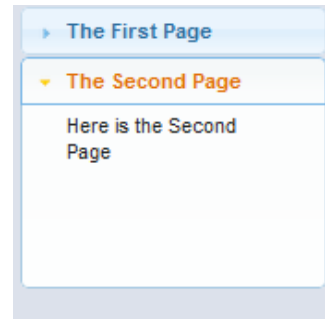 The First Page
The Second Page
Here is the Second
Page